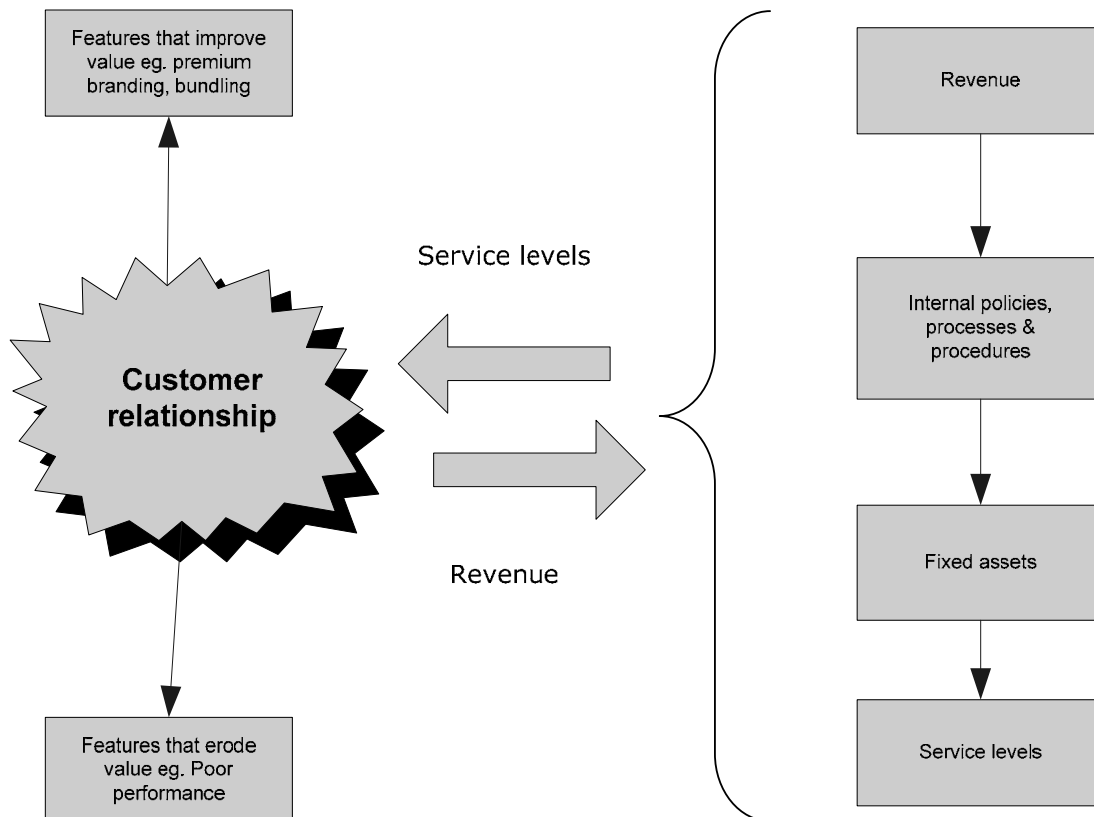 Features that improve
value eg. premium
branding, bundling
Customer
relationship
Features that erode
value eg. Poor
performance
Service levels
Revenue
Revenue
Internal policies,
processes &
procedures
Fixed assets
Service levels